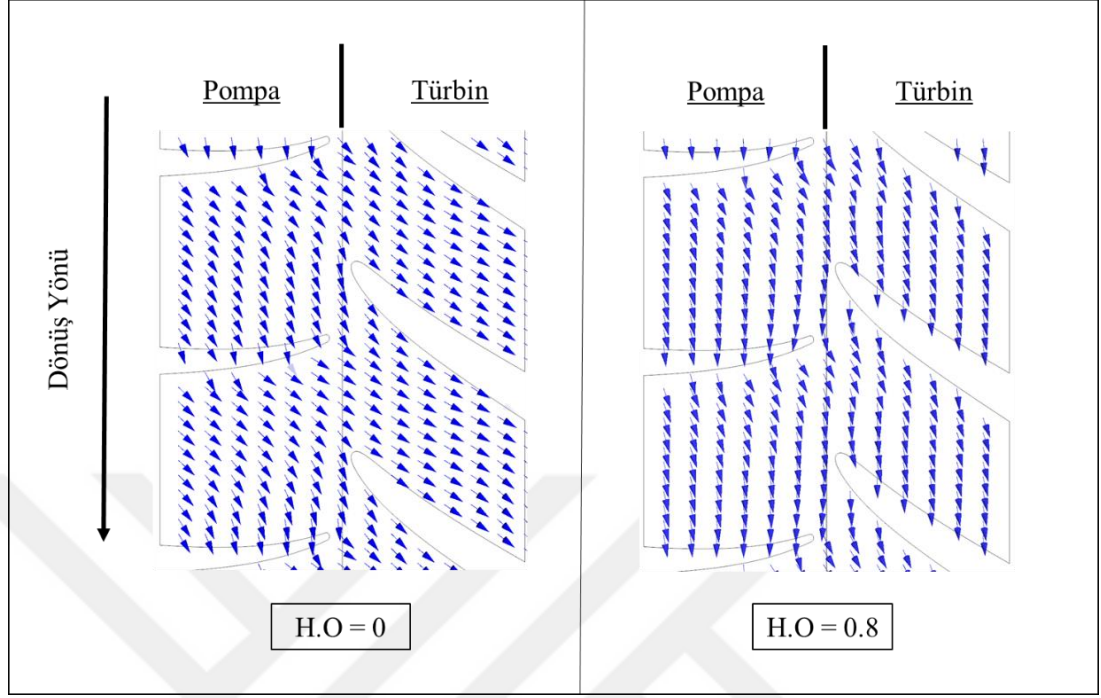 Pompa Türbin
Pompa Türbin
Dönüş Yönü
H.O = 0
H.O = 0.8